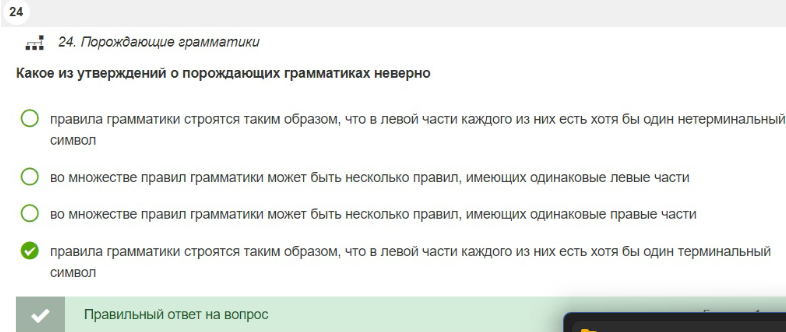 24
24. Порождающие грамматики
Какое из утверждений о порождающих грамматиках неверно
правила грамматики строятся таким образом, что в левой части каждого из них есть хотя бы один нетерминальный
символ
во множестве правил грамматики может быть несколько правил, имеющих одинаковые левые части
во множестве правил грамматики может быть несколько правил, имеющих одинаковые правые части
правила грамматики строятся таким образом, что в левой части каждого из них есть хотя бы один терминальный
символ
Правильный ответ на вопрос